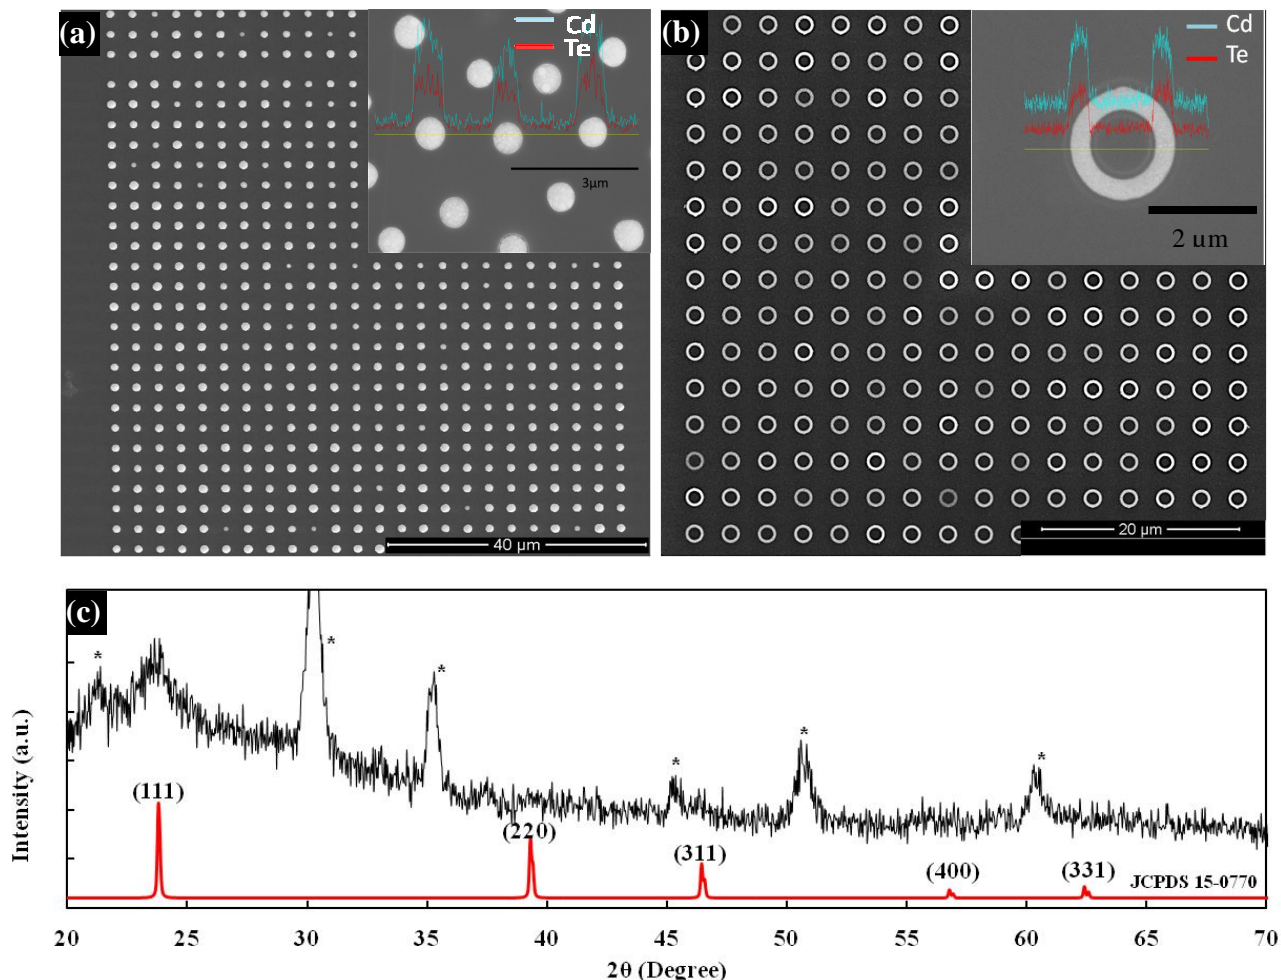 (a)
Cd
Te
3μm
40 μm
(b)
Cd
Te
2 um
20 μm
(c)
*
*
*
*
*
*
(111)
(220)
(311)
(400)
(331)
JCPDS 15-0770
Intensity (a.u.)
20 25 30 35 40 45 50 55 60 65 70
2θ (Degree)